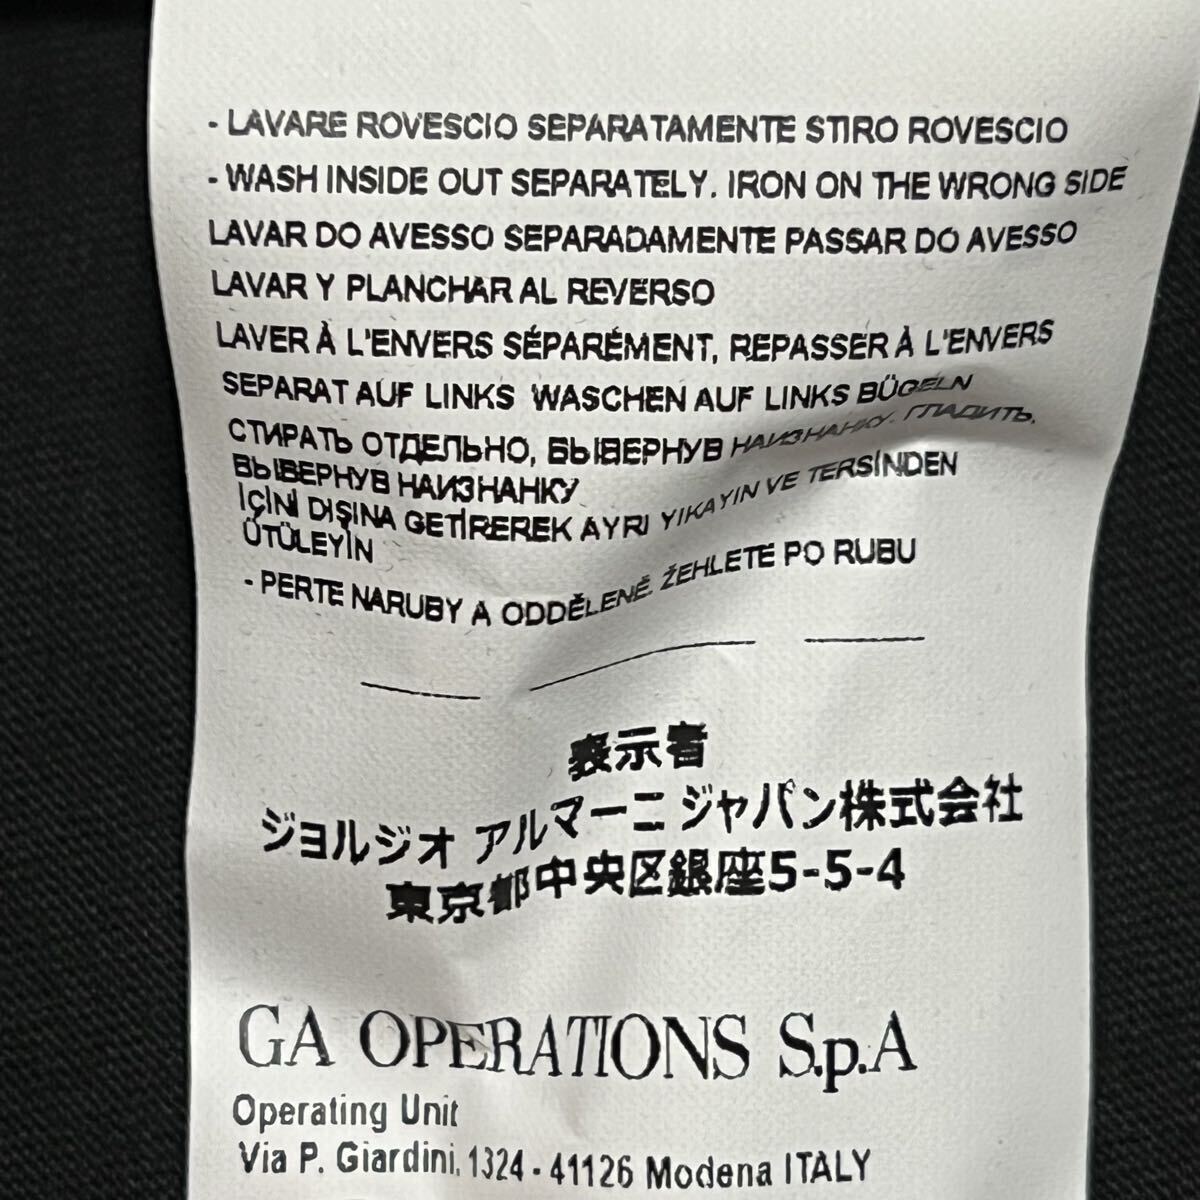 - LAVARE ROVESCIO SEPARATAMENTE STIRO ROVESCIO
- WASH INSIDE OUT SEPARATELY. IRON ON THE WRONG SIDE
LAVAR DO AVESSO SEPARADAMENTE PASSAR DO AVESSO
LAVAR Y PLANCHAR AL REVERSO
LAVER À L'ENVERS SÉPARÉMENT, REPASSER À L'ENVERS
SEPARAT AUF LINKS WASCHEN AUF LINKS BÜGELN
СТИРАТЬ ОТДЕЛЬНО, ВЫВЕРНУВ НАИЗНАНКУ. ГЛАДИТЬ,
ВЫВЕРНУВ НАИЗНАНКУ
İÇİNİ DIŞINA GETİREREK AYRI YIKAYIN VE TERSİNDEN
ÜTÜLEYİN
- PERTE NARUBY A ODDĚLENĚ. ŽEHLETE PO RUBU
表示者
ジョルジオ アルマーニ ジャパン株式会社
東京都中央区銀座5-5-4
GA OPERATIONS S.p.A
Operating Unit
Via P. Giardini, 1324 - 41126 Modena ITALY